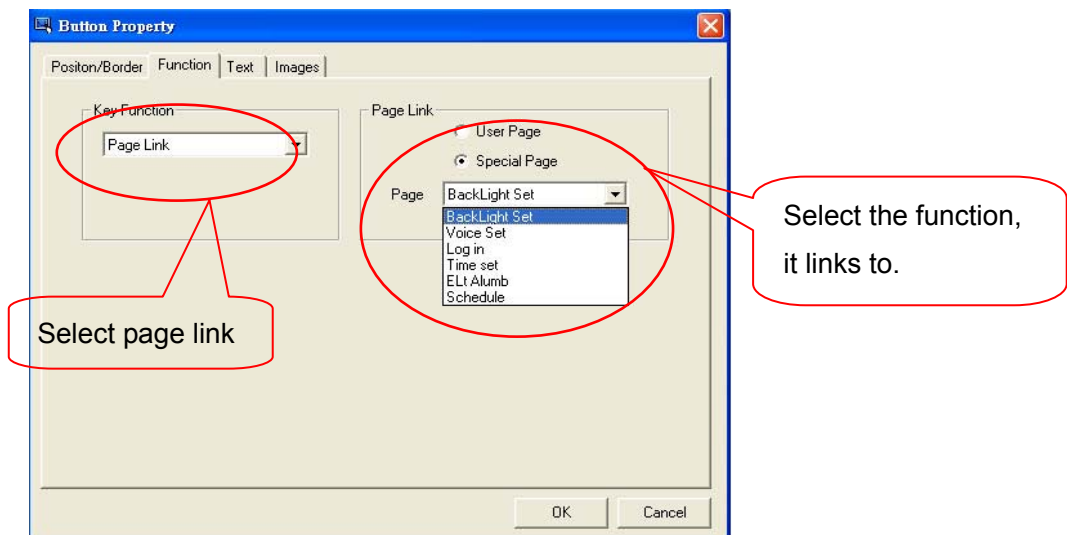 Button Property
Positon/Border Function Text Images
Key Function
Page Link
Page Link
User Page
Special Page
Page BackLight Set
BackLight Set
Voice Set
Log in
Time set
ELt Alumb
Schedule
Select the function,
it links to.
Select page link
OK Cancel